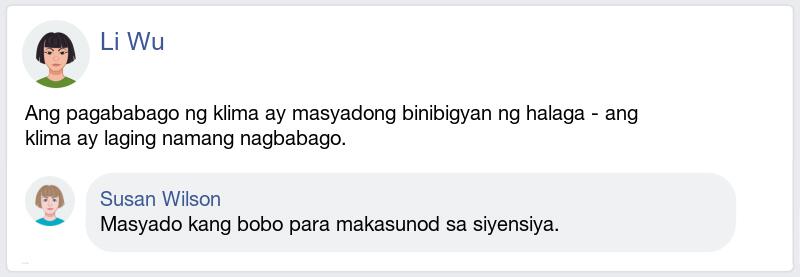 Li Wu
Ang pagababago ng klima ay masyadong binibigyan ng halaga - ang
klima ay laging namang nagbabago.
Susan Wilson
Masyado kang bobo para makasunod sa siyensiya.